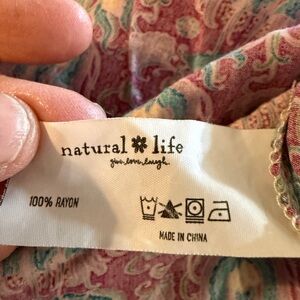 natural life
give.love.laugh.
100% RAYON
MADE IN CHINA